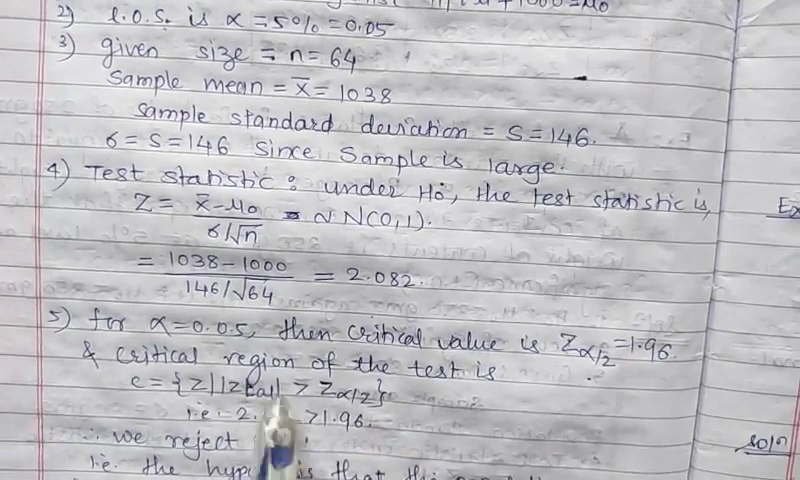 2) l.o.s. is α = 5% = 0.05
3) given size = n = 64
Sample mean = x̄ = 1038
Sample standard deviation = S = 146.
σ = S = 146 since sample is large.
4) Test statistic : under H₀, the test statistic is,
Z = x̄ - μ₀ / σ/√n ~ N(0,1).
= 1038 - 1000 / 146/√64 = 2.082.
5) for α = 0.05, then critical value is Zα/2 = 1.96.
& critical region of the test is
c = {Z | |Zcal| > Zα/2}
i.e. 2. > 1.96.
∴ we reject
i.e. the is that the
Ex
soln